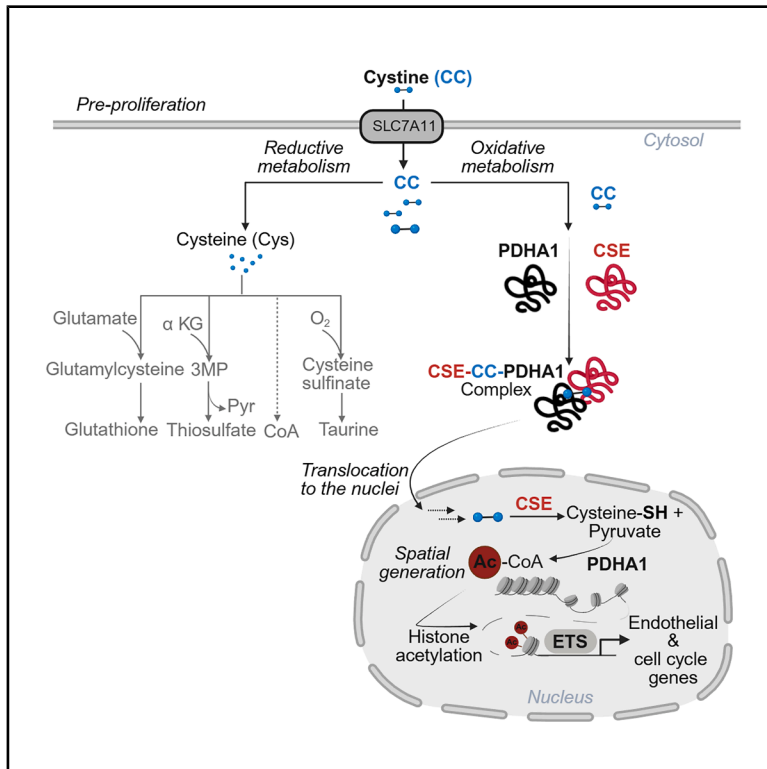 Cystine (CC)
Pre-proliferation
SLC7A11
Cytosol
Reductive
metabolism
Oxidative
metabolism
CC
CC
Cysteine (Cys)
PDHA1
CSE
Glutamate
α KG
O₂
Glutamylcysteine
3MP
Cysteine
sulfinate
Pyr
Glutathione
Thiosulfate
CoA
Taurine
CSE-CC-PDHA1
Complex
Translocation
to the nuclei
CSE
Cysteine-SH +
Pyruvate
Spatial
generation
Ac-CoA
PDHA1
Histone
acetylation
Ac
Ac
ETS
Endothelial
&
cell cycle
genes
Nucleus